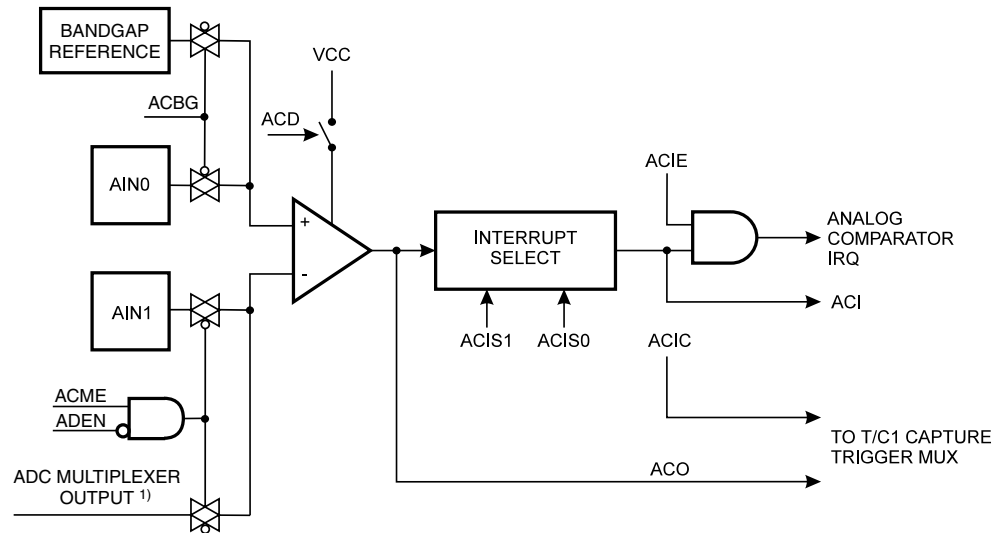 BANDGAP
REFERENCE
VCC
ACBG
ACD
AIN0
ACIE
+
INTERRUPT
SELECT
ANALOG
COMPARATOR
IRQ
-
AIN1
ACI
ACIS1
ACIS0
ACIC
ACME
ADEN
TO T/C1 CAPTURE
TRIGGER MUX
ADC MULTIPLEXER
OUTPUT 1)
ACO